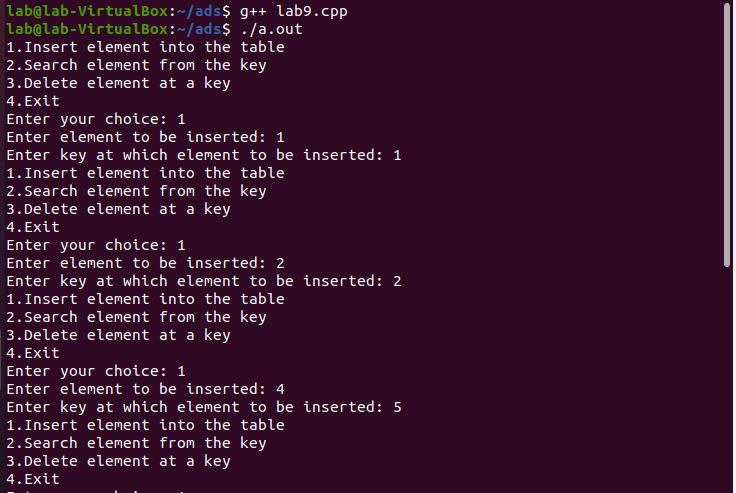 lab@lab-VirtualBox:~/ads$ g++ lab9.cpp
lab@lab-VirtualBox:~/ads$ ./a.out
1.Insert element into the table
2.Search element from the key
3.Delete element at a key
4.Exit
Enter your choice: 1
Enter element to be inserted: 1
Enter key at which element to be inserted: 1
1.Insert element into the table
2.Search element from the key
3.Delete element at a key
4.Exit
Enter your choice: 1
Enter element to be inserted: 2
Enter key at which element to be inserted: 2
1.Insert element into the table
2.Search element from the key
3.Delete element at a key
4.Exit
Enter your choice: 1
Enter element to be inserted: 4
Enter key at which element to be inserted: 5
1.Insert element into the table
2.Search element from the key
3.Delete element at a key
4.Exit